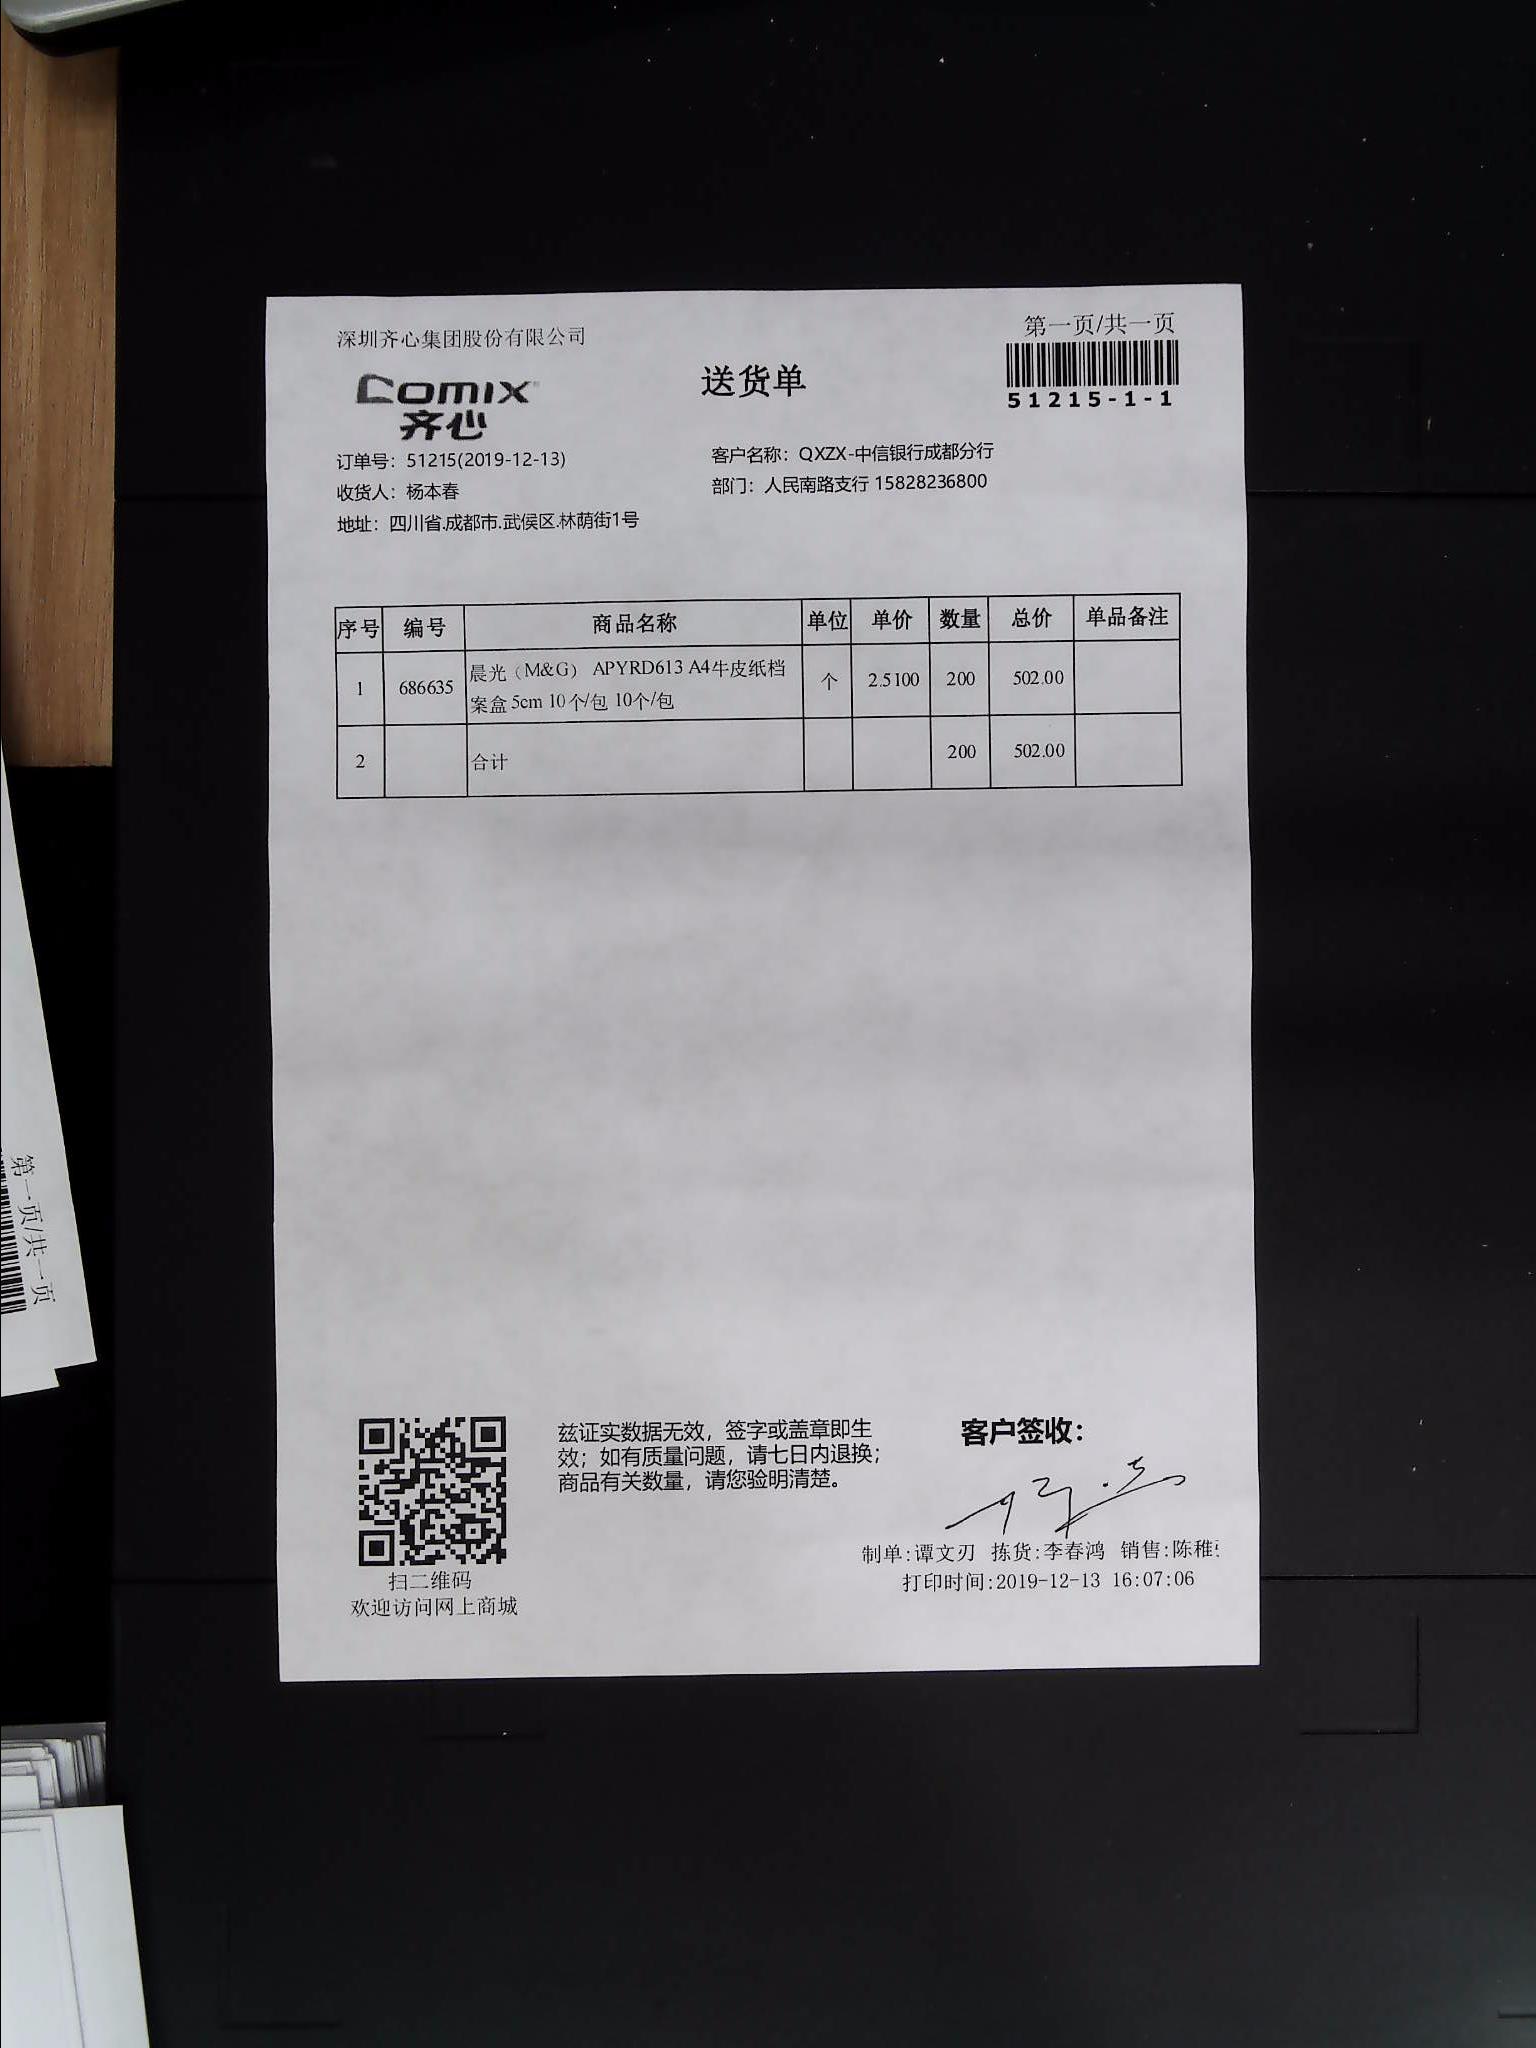 深圳齐心集团股份有限公司
第一页/共一页
COMIX
齐心
送货单
51215-1-1
订单号：51215(2019-12-13)
客户名称：QXZX-中信银行成都分行
收货人：杨本春
部门：人民南路支行 15828236800
地址：四川省.成都市.武侯区.林荫街1号
序号 编号 商品名称 单位 单价 数量 总价 单品备注
1 686635 晨光（M&G） APYRD613 A4牛皮纸档 个 2.5100 200 502.00
案盒 5cm 10个/包 10个/包
2 合计 200 502.00
兹证实数据无效，签字或盖章即生
效；如有质量问题，请七日内退换；
商品有关数量，请您验明清楚。
客户签收：
制单:谭文刃 拣货:李春鸿 销售:陈稚
打印时间:2019-12-13 16:07:06
扫二维码
欢迎访问网上商城
第一页/共一页